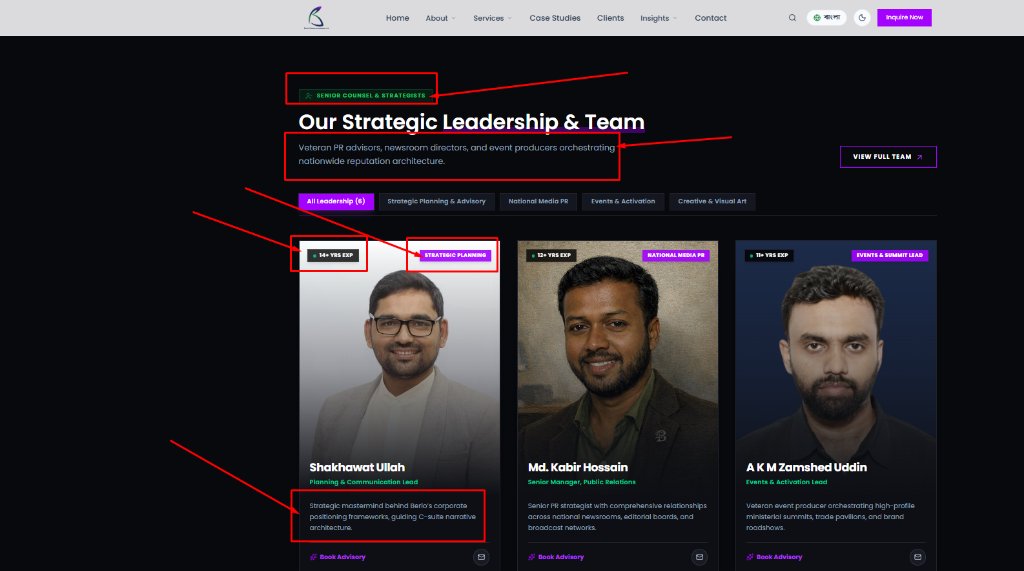 Home
About
Services
Case Studies
Clients
Insights
Contact
বাংলা
Inquire Now
SENIOR COUNSEL & STRATEGISTS
Our Strategic Leadership & Team
Veteran PR advisors, newsroom directors, and event producers orchestrating
nationwide reputation architecture.
VIEW FULL TEAM
All Leadership (6)
Strategic Planning & Advisory
National Media PR
Events & Activation
Creative & Visual Art
14+ YRS EXP
STRATEGIC PLANNING
Shakhawat Ullah
Planning & Communication Lead
Strategic mastermind behind Berlo's corporate
positioning frameworks, guiding C-suite narrative
architecture.
Book Advisory
12+ YRS EXP
NATIONAL MEDIA PR
Md. Kabir Hossain
Senior Manager, Public Relations
Senior PR strategist with comprehensive relationships
across national newsrooms, editorial boards, and
broadcast networks.
Book Advisory
11+ YRS EXP
EVENTS & SUMMIT LEAD
A K M Zamshed Uddin
Events & Activation Lead
Veteran event producer orchestrating high-profile
ministerial summits, trade pavilions, and brand
roadshows.
Book Advisory